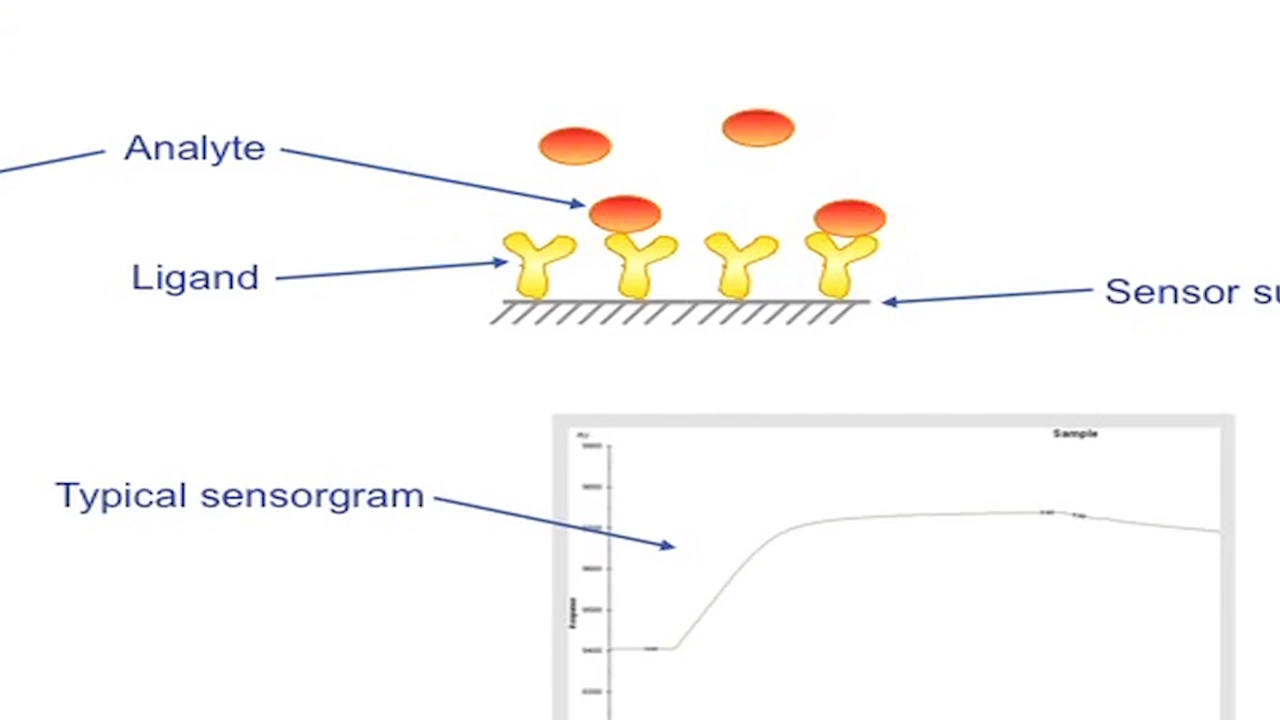 Analyte
Ligand
Sensor su
Typical sensorgram
Sample